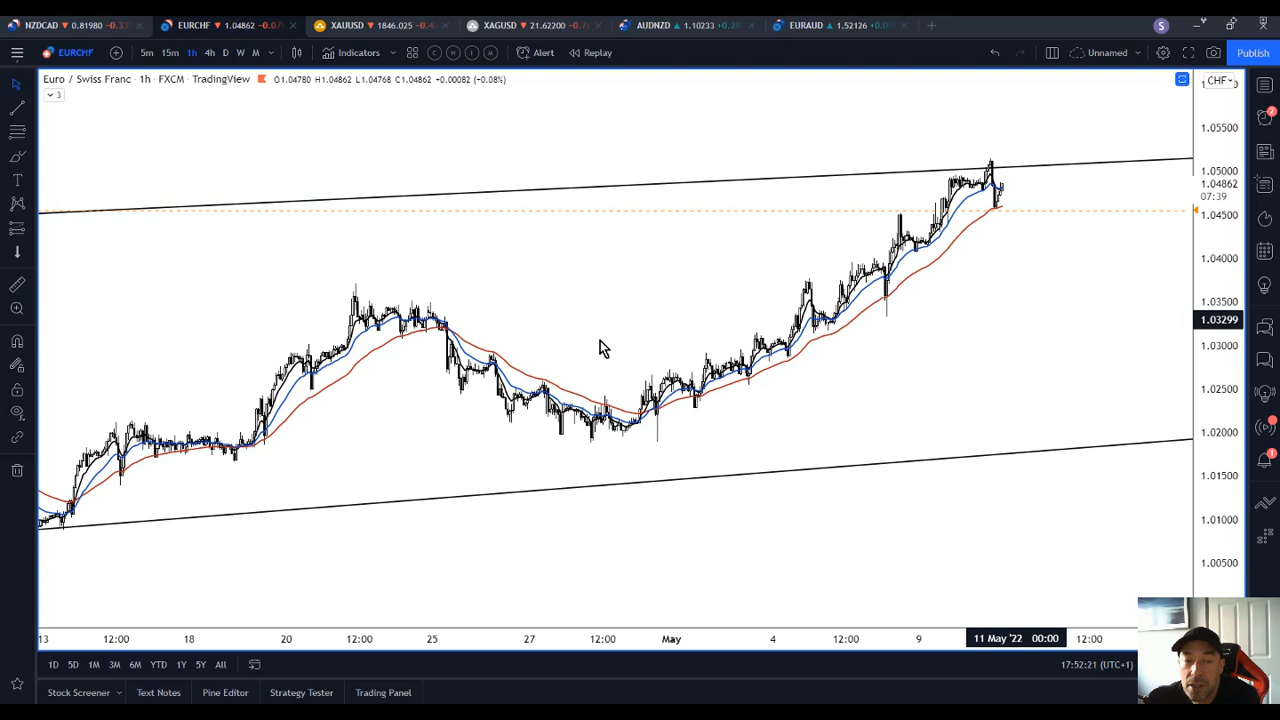 NZDCAD 0.81980
EURCHF 1.04862
XAUUSD 1846.025
XAGUSD 21.62200
AUDNZD 1.10233
EURAUD 1.52126
S
EURCHF 5m 15m 1h 4h D W M Indicators Alert Replay Unnamed Publish
Euro / Swiss Franc · 1h · FXCM · TradingView O1.04780 H1.04862 L1.04768 C1.04862 +0.00082 (+0.08%)
CHF
3
1.05500
1.05000
1.04862
07:39
1.04500
1.04000
1.03500
1.03299
1.03000
1.02500
1.02000
1.01500
1.01000
1.00500
13 12:00 18 20 12:00 25 27 12:00 May 4 12:00 9 11 May '22 00:00 12:00
1D 5D 1M 3M 6M YTD 1Y 5Y All 17:52:21 (UTC+1)
Stock Screener Text Notes Pine Editor Strategy Tester Trading Panel